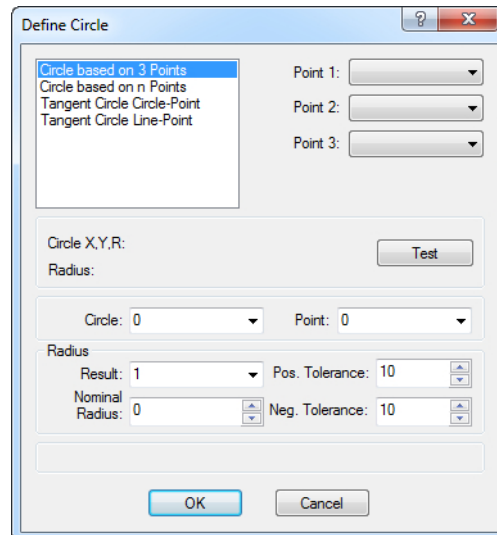 Define Circle
Circle based on 3 Points
Circle based on n Points
Tangent Circle Circle-Point
Tangent Circle Line-Point
Point 1:
Point 2:
Point 3:
Circle X,Y,R:
Radius:
Test
Circle: 0 Point: 0
Radius
Result: 1 Pos. Tolerance: 10
Nominal
Radius: 0 Neg. Tolerance: 10
OK Cancel